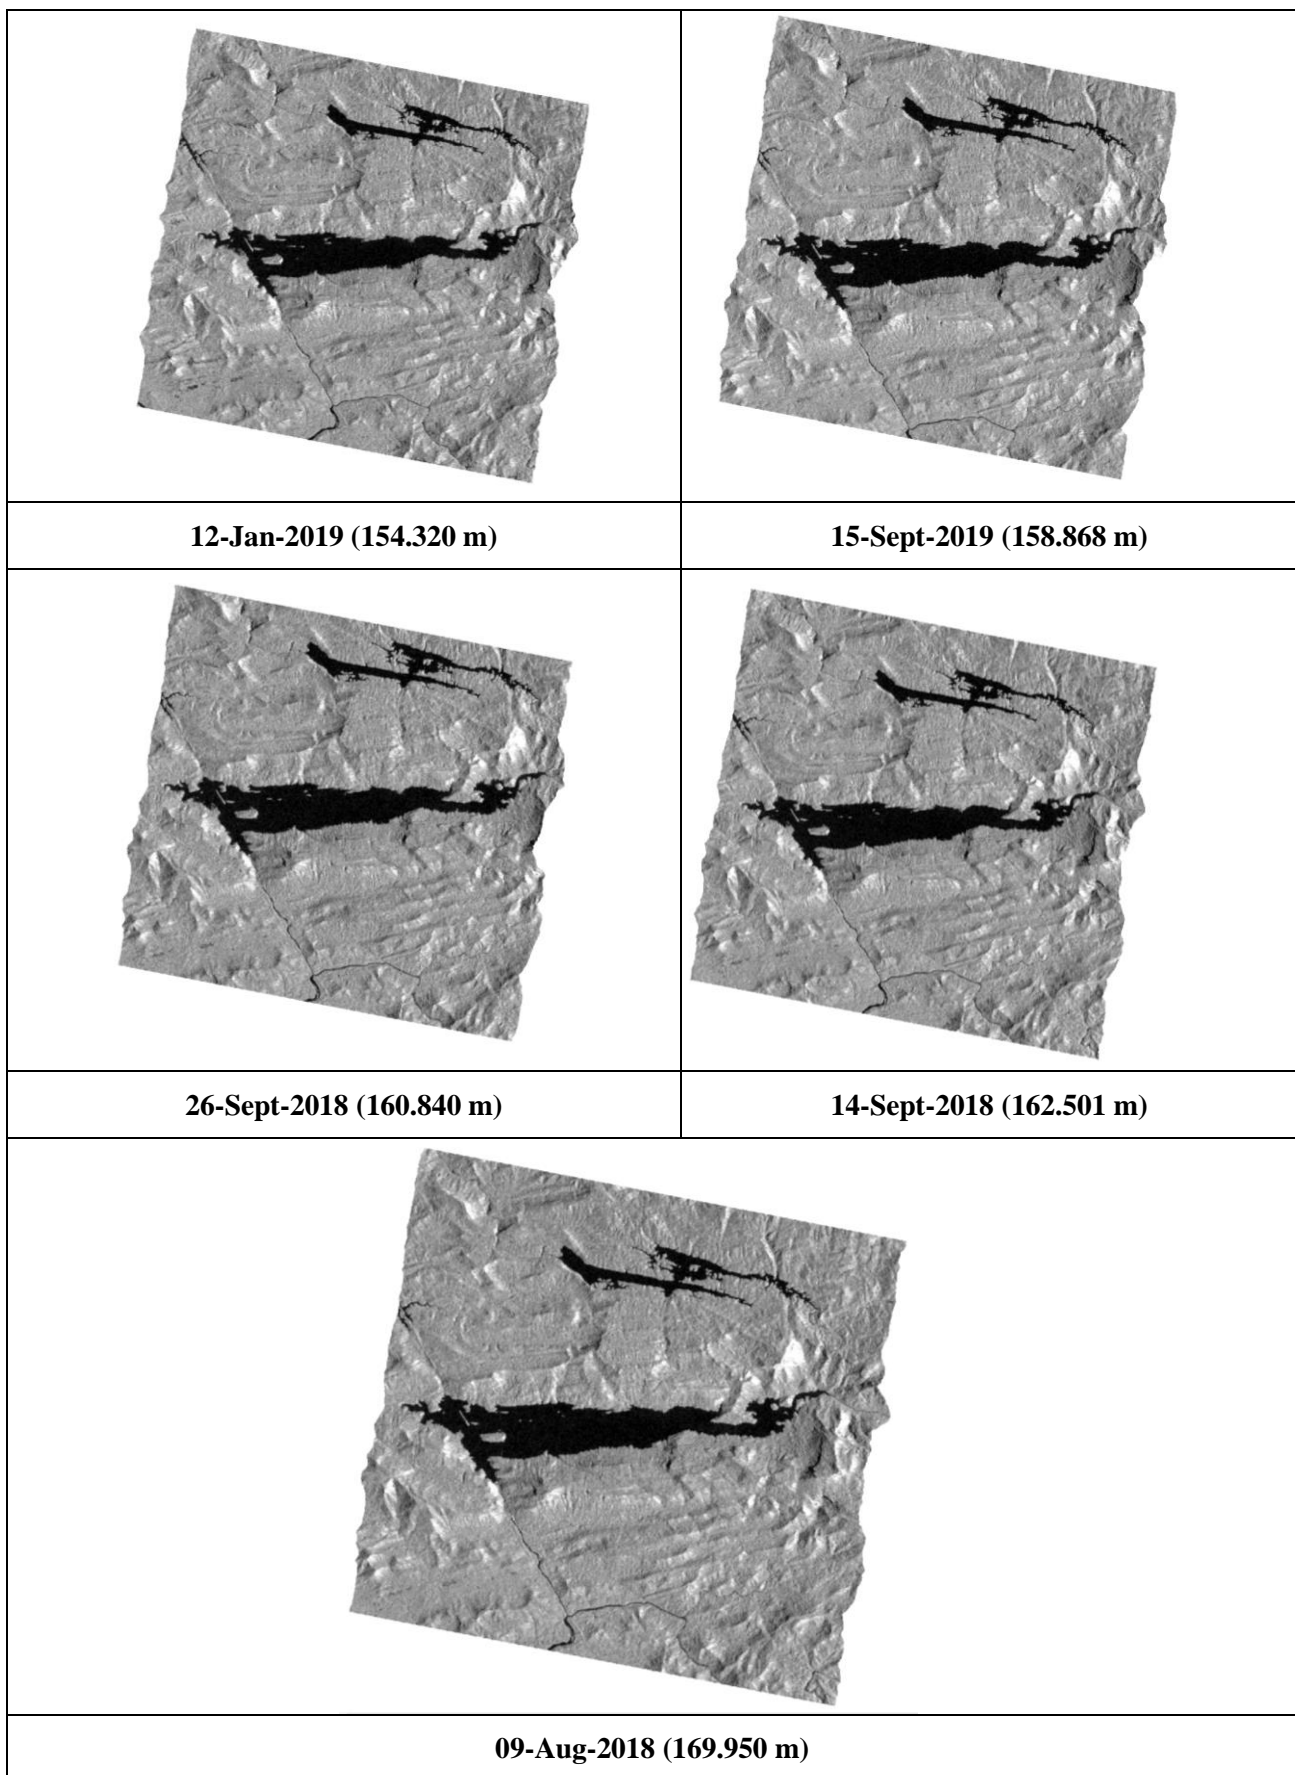 12-Jan-2019 (154.320 m)
15-Sept-2019 (158.868 m)
26-Sept-2018 (160.840 m)
14-Sept-2018 (162.501 m)
09-Aug-2018 (169.950 m)